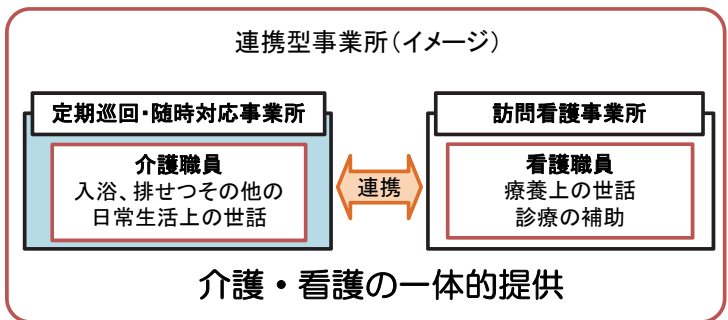 連携型事業所（イメージ）
定期巡回・随時対応事業所
介護職員
入浴、排せつその他の
日常生活上の世話
連携
訪問看護事業所
看護職員
療養上の世話
診療の補助
介護・看護の一体的提供